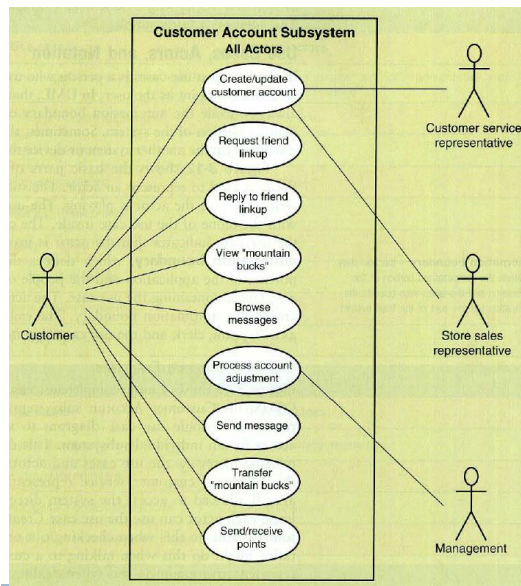 Customer Account Subsystem
All Actors
Create/update
customer account
Customer service
representative
Request friend
linkup
Reply to friend
linkup
View "mountain
bucks"
Browse
messages
Customer
Store sales
representative
Process account
adjustment
Send message
Transfer
"mountain bucks"
Send/receive
points
Management